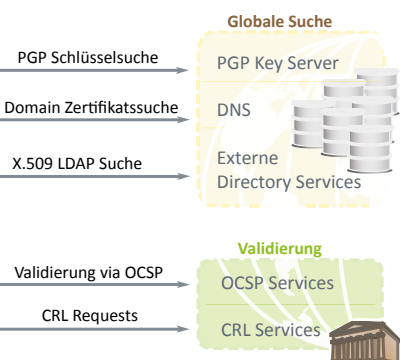 Globale Suche
PGP Schlüsselsuche
PGP Key Server
Domain Zertifikatssuche
DNS
X.509 LDAP Suche
Externe
Directory Services
Validierung
Validierung via OCSP
OCSP Services
CRL Requests
CRL Services